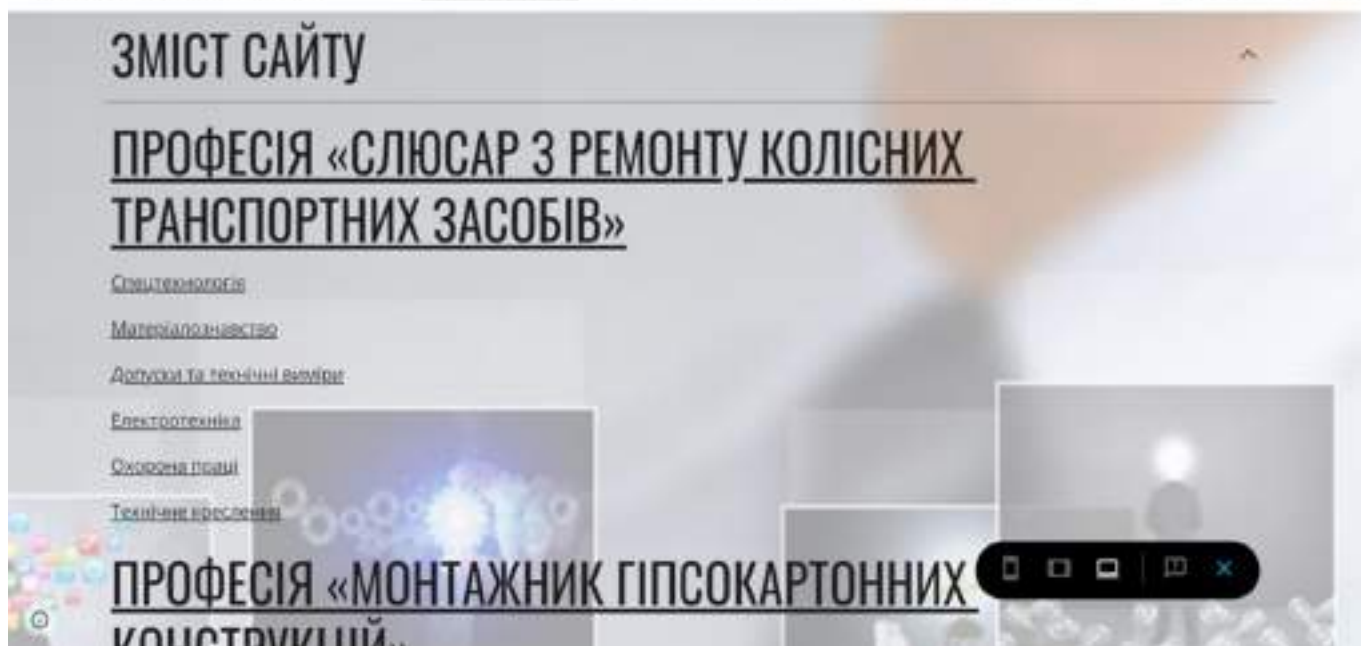 ЗМІСТ САЙТУ
ПРОФЕСІЯ «СЛЮСАР З РЕМОНТУ КОЛІСНИХ
ТРАНСПОРТНИХ ЗАСОБІВ»
Спецтехнологія
Матеріалознавство
Допуски та технічні виміри
Електротехніка
Охорона праці
Технічне креслення
ПРОФЕСІЯ «МОНТАЖНИК ГІПСОКАРТОННИХ
КОНСТРУКЦІЙ»